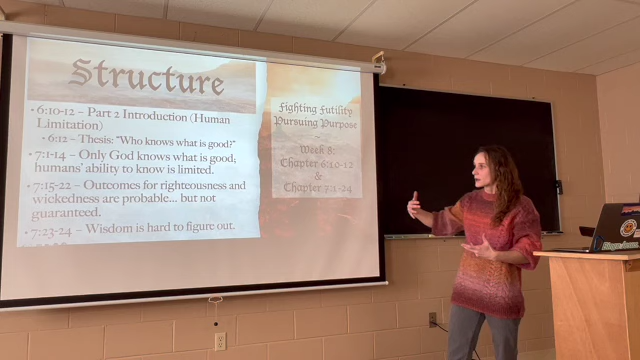 Structure
• 6:10-12 – Part 2 Introduction (Human
Limitation)
• 6:12 – Thesis: "Who knows what is good?"
• 7:1-14 – Only God knows what is good;
humans' ability to know is limited.
• 7:15-22 – Outcomes for righteousness and
wickedness are probable... but not
guaranteed.
• 7:23-24 – Wisdom is hard to figure out.
Fighting Futility
Pursuing Purpose
~
Week 8:
Chapter 6:10-12
&
Chapter 7:1-24